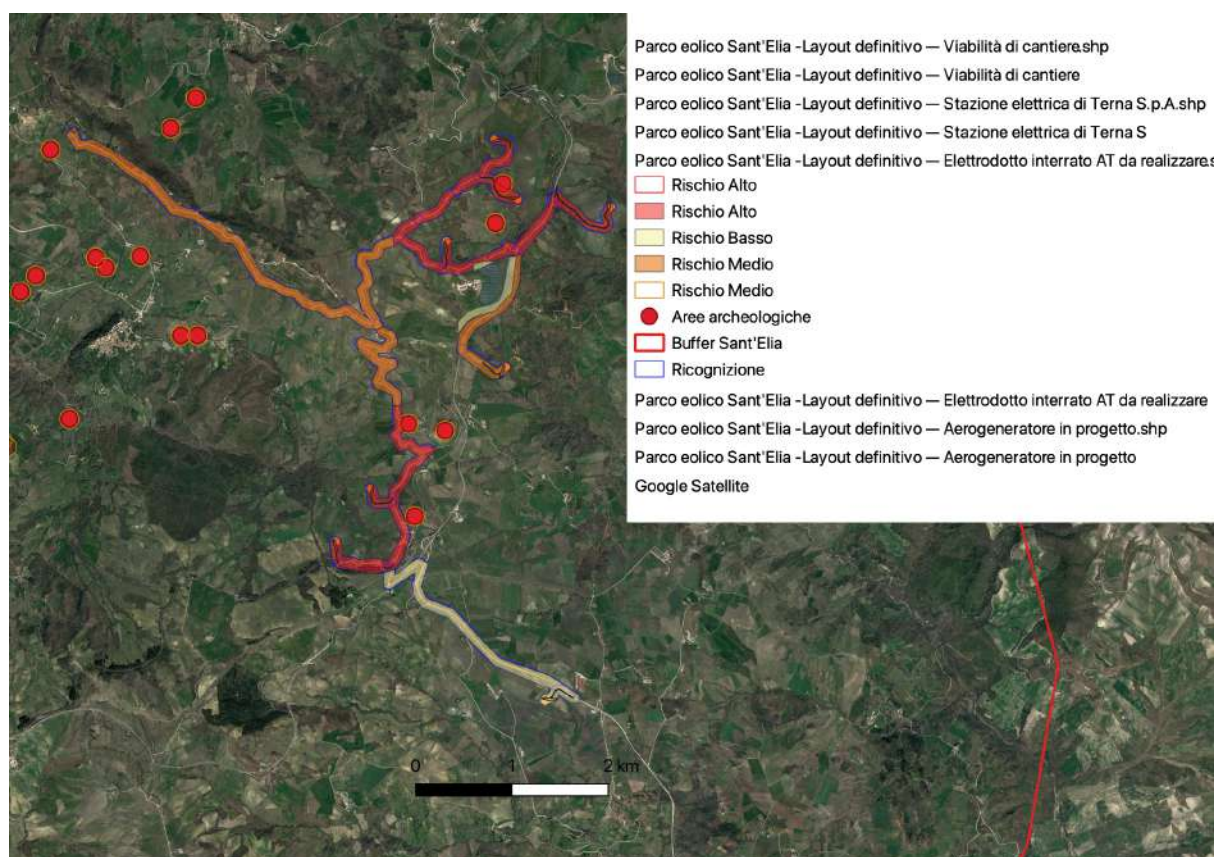 Parco eolico Sant'Elia -Layout definitivo — Viabilità di cantiere.shp
Parco eolico Sant'Elia -Layout definitivo — Viabilità di cantiere
Parco eolico Sant'Elia -Layout definitivo — Stazione elettrica di Terna S.p.A.shp
Parco eolico Sant'Elia -Layout definitivo — Stazione elettrica di Terna S
Parco eolico Sant'Elia -Layout definitivo — Elettrodotto interrato AT da realizzare.s
Rischio Alto
Rischio Alto
Rischio Basso
Rischio Medio
Rischio Medio
Aree archeologiche
Buffer Sant'Elia
Ricognizione
Parco eolico Sant'Elia -Layout definitivo — Elettrodotto interrato AT da realizzare
Parco eolico Sant'Elia -Layout definitivo — Aerogeneratore in progetto.shp
Parco eolico Sant'Elia -Layout definitivo — Aerogeneratore in progetto
Google Satellite
0 1 2 km